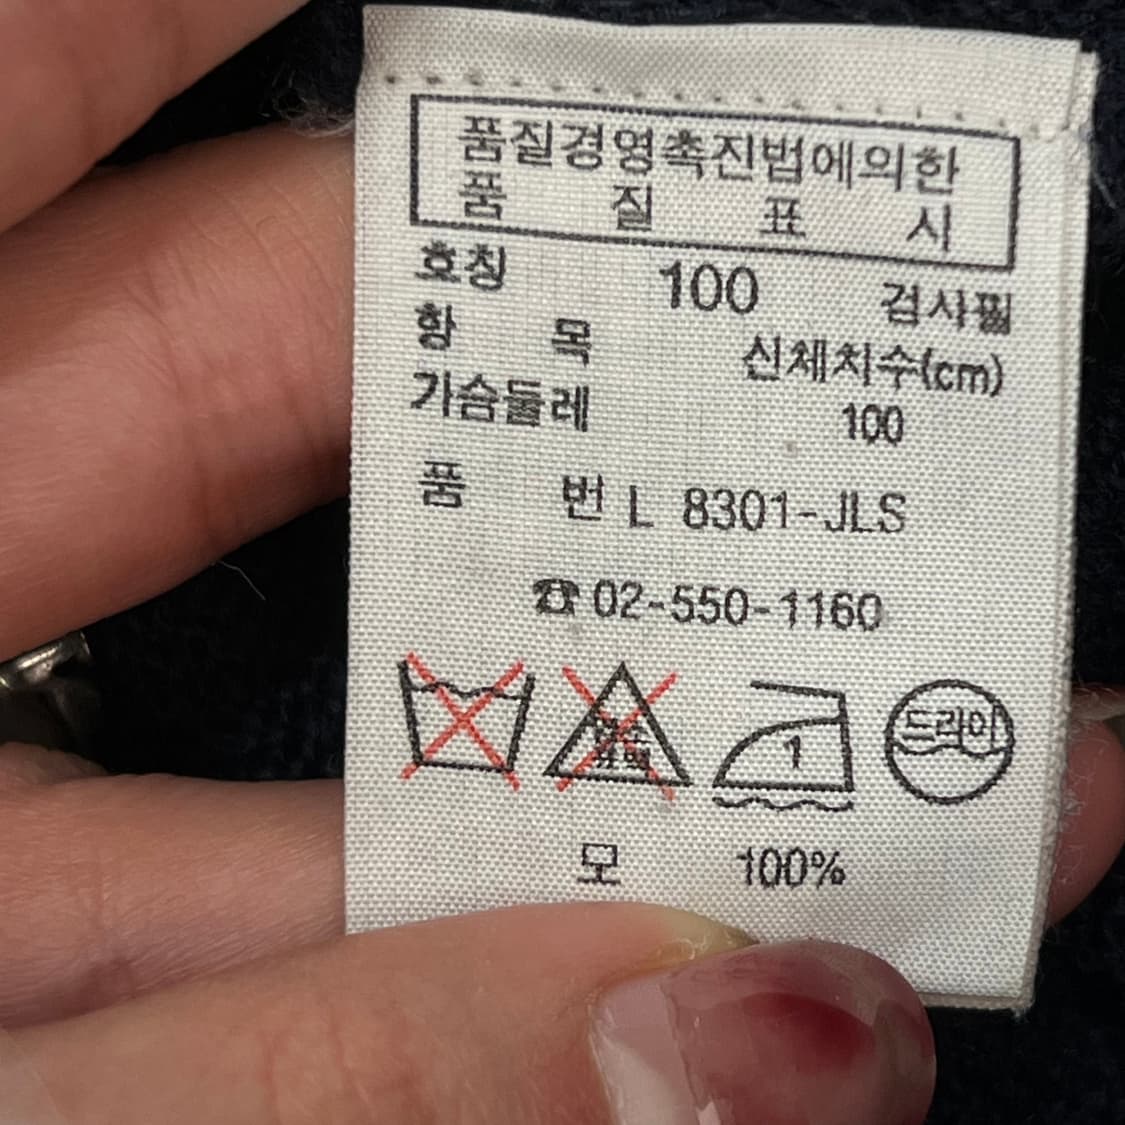 품질경영촉진법에의한
품 질 표 시
호칭 100 검사필
항 목 신체치수(cm)
가슴둘레 100
품 번 L 8301-JLS
☎ 02-550-1160
1 드라이
모 100%